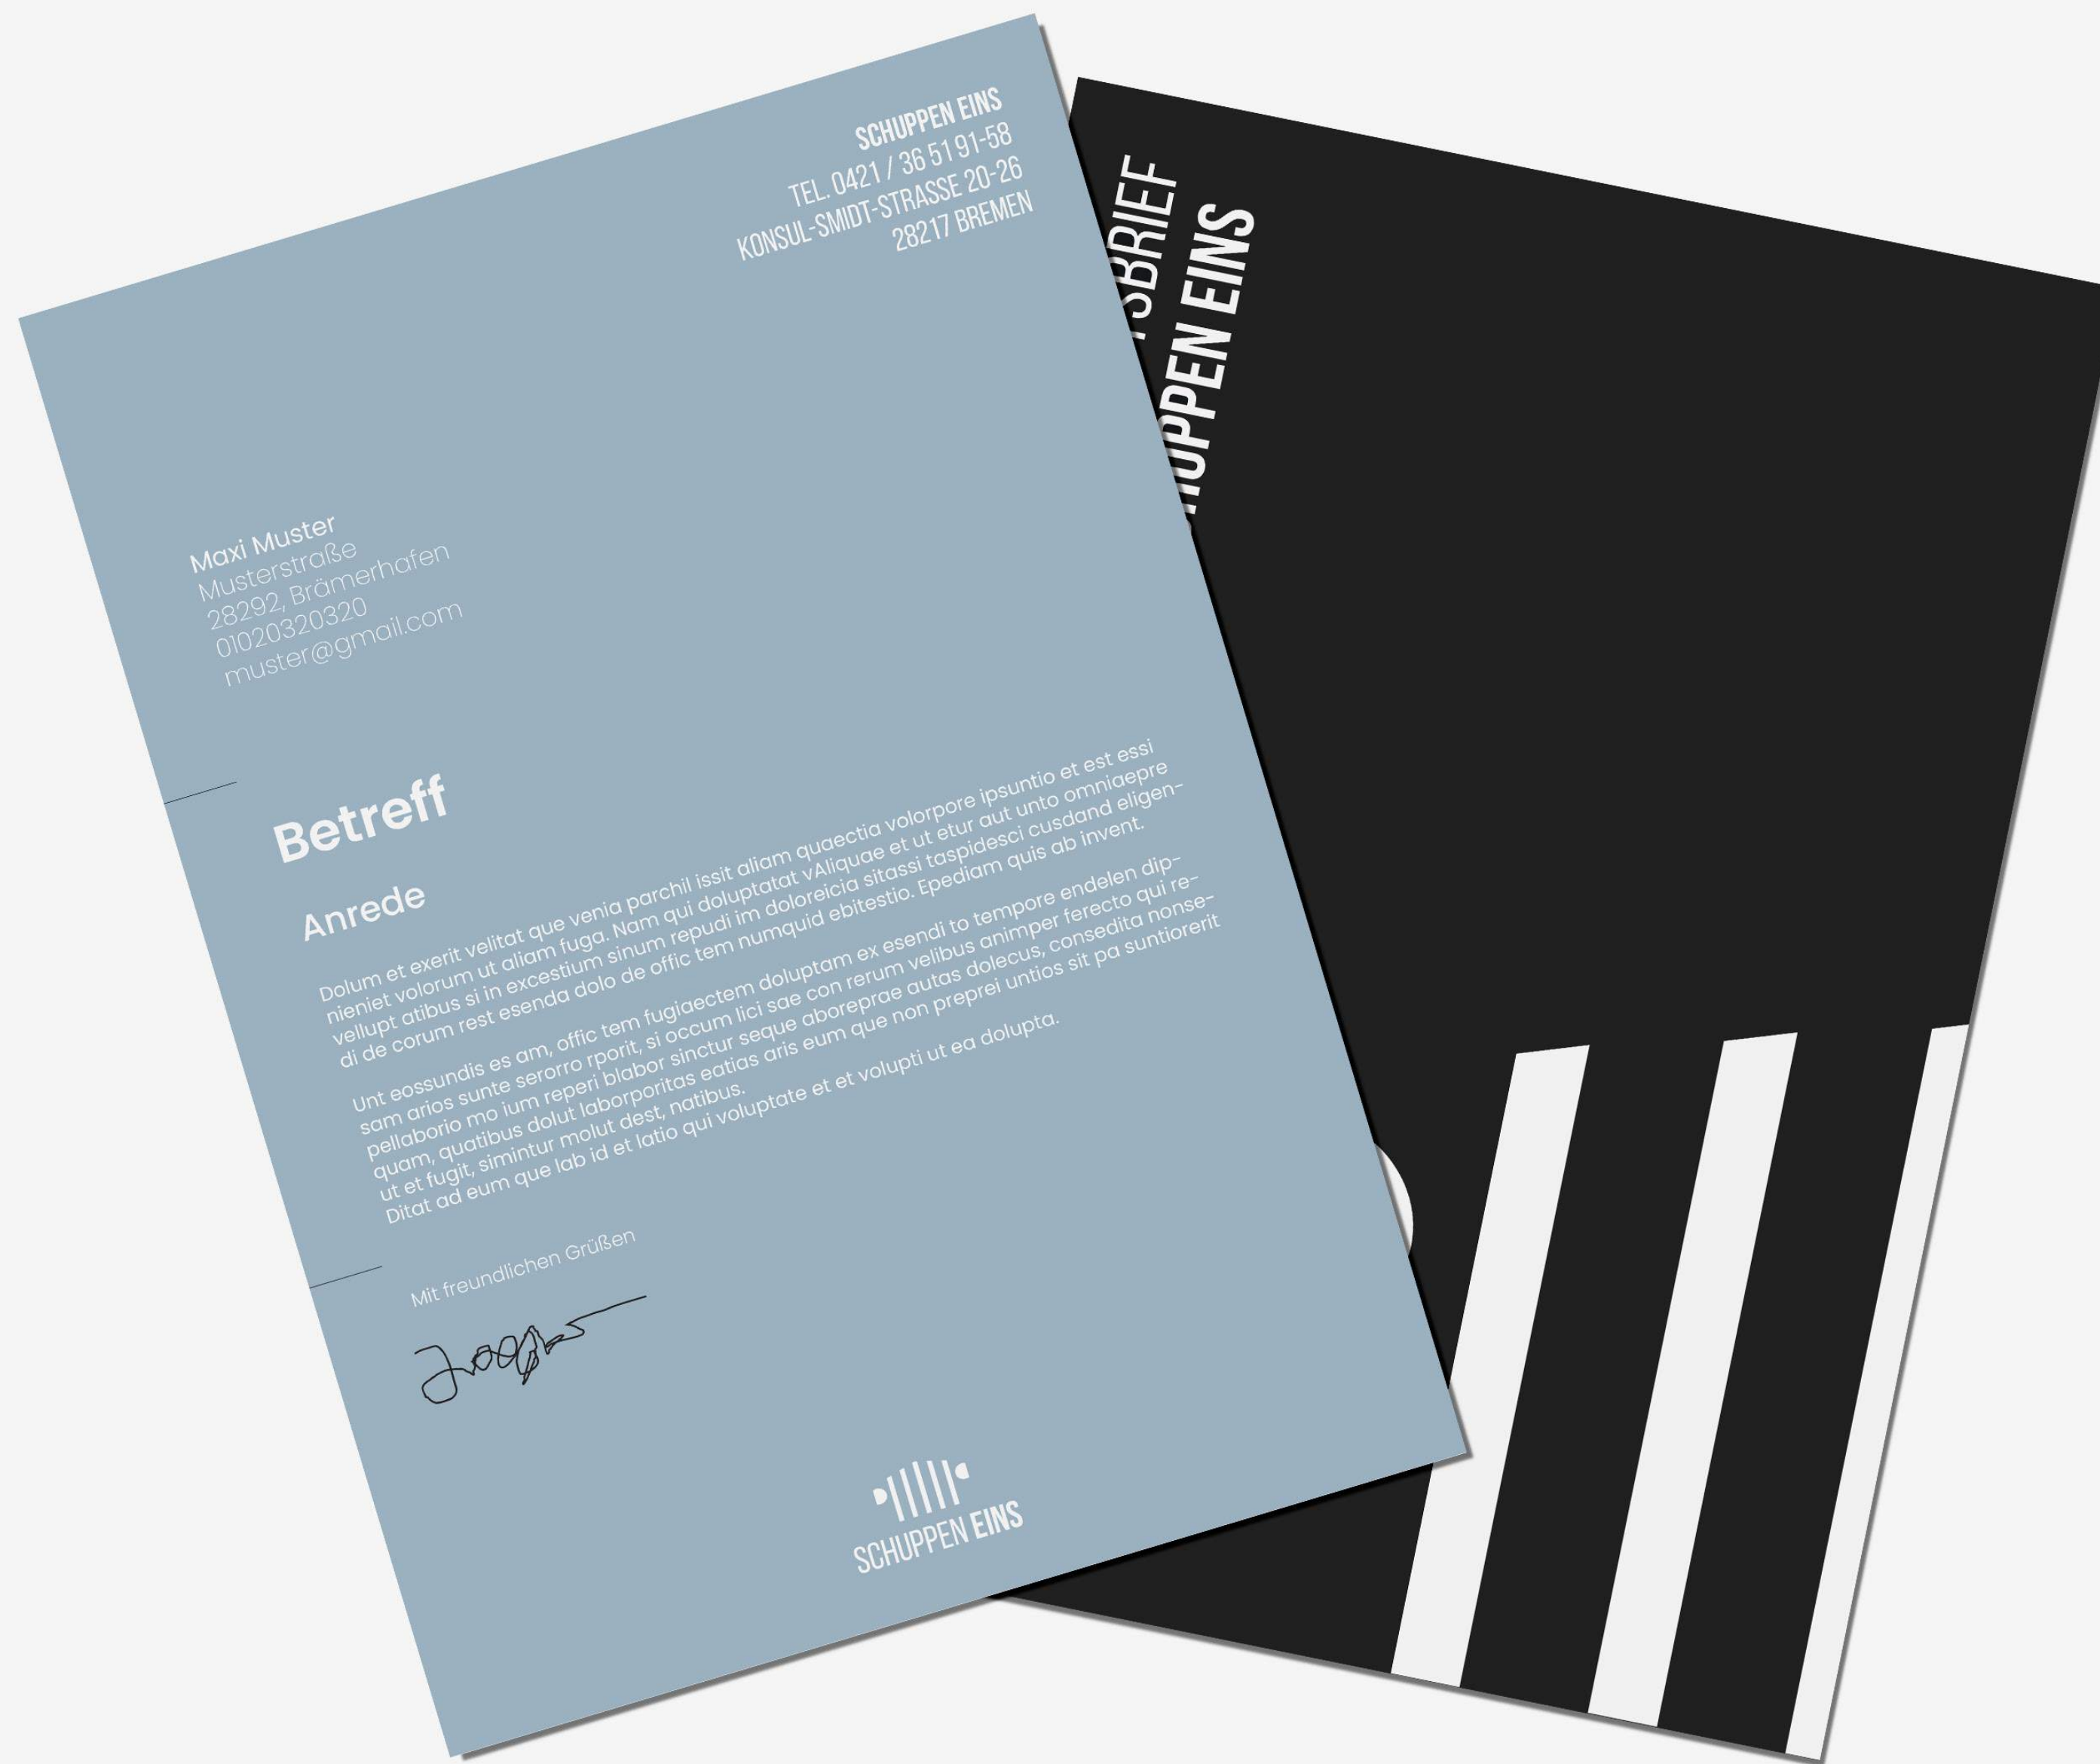 SCHUPPEN EINS
TEL. 0421 / 36 51 91-58
KONSUL-SMIDT-STRASSE 20-26
28217 BREMEN
Maxi Muster
Musterstraße
28292, Brämerhafen
01020320320
muster@gmail.com
Betreff
Anrede
Dolum et exerit velitat que venia parchil issit aliam quaectia volorpore ipsuntio et est essi
nieniet volorum ut aliam fuga. Nam qui doluptatat vAliquae et ut etur aut unto omniaepre
vellupt atibus si in excestium sinum repudi im doloreicia sitassi taspidesci cusdand eligen-
di de corum rest esenda dolo de offic tem numquid ebitestio. Epediam quis ab invent.
Unt eossundis es am, offic tem fugiaectem doluptam ex esendi to tempore endelen dip-
sam arios sunte serorro rporit, si occum lici sae con rerum velibus animper ferecto qui re-
pellaborio mo ium reperi blabor sinctur seque aboreprae autas dolecus, consedita nonse-
quam, quatibus dolut laborporitas eatias aris eum que non preprei untios sit pa suntiorerit
ut et fugit, simintur molut dest, natibus.
Ditat ad eum que lab id et latio qui voluptate et et volupti ut ea dolupta.
Mit freundlichen Grüßen
SCHUPPEN EINS
SBRIEF
UPPEN EINS